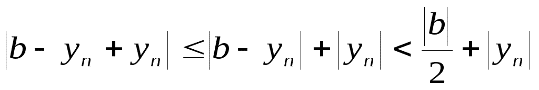 |b - y_n + y_n| ≤ |b - y_n| + |y_n| < |b|/2 + |y_n|